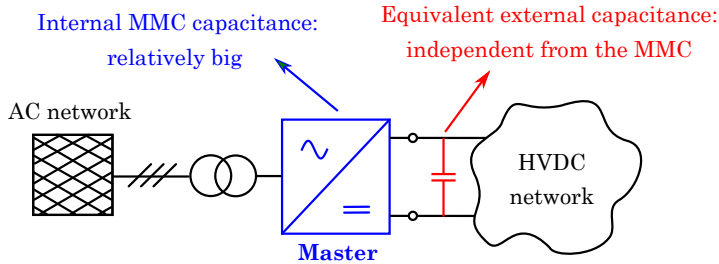 Internal MMC capacitance:
relatively big
Equivalent external capacitance:
independent from the MMC
AC network
HVDC
network
Master